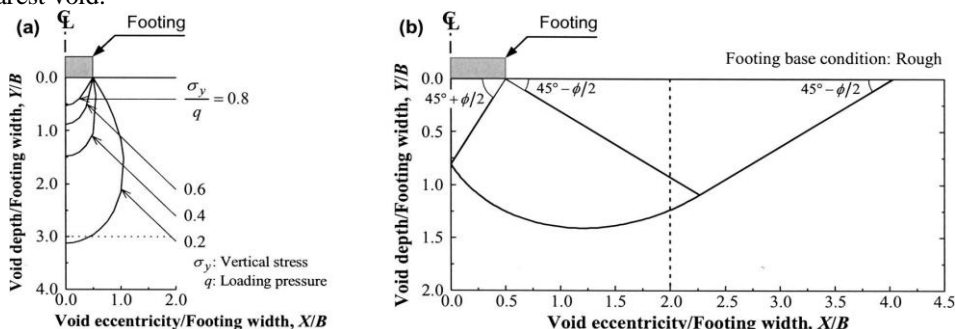 arest void.
(a)
℄
Footing
σy/q = 0.8
0.6
0.4
0.2
σy: Vertical stress
q: Loading pressure
Void depth/Footing width, Y/B
0.0
1.0
2.0
3.0
4.0
0.0 1.0 2.0
Void eccentricity/Footing width, X/B
(b)
℄
Footing
Footing base condition: Rough
45°+ϕ/2
45°−ϕ/2
45°−ϕ/2
Void depth/Footing width, Y/B
0.0
0.5
1.0
1.5
2.0
0.0 0.5 1.0 1.5 2.0 2.5 3.0 3.5 4.0 4.5
Void eccentricity/Footing width, X/B